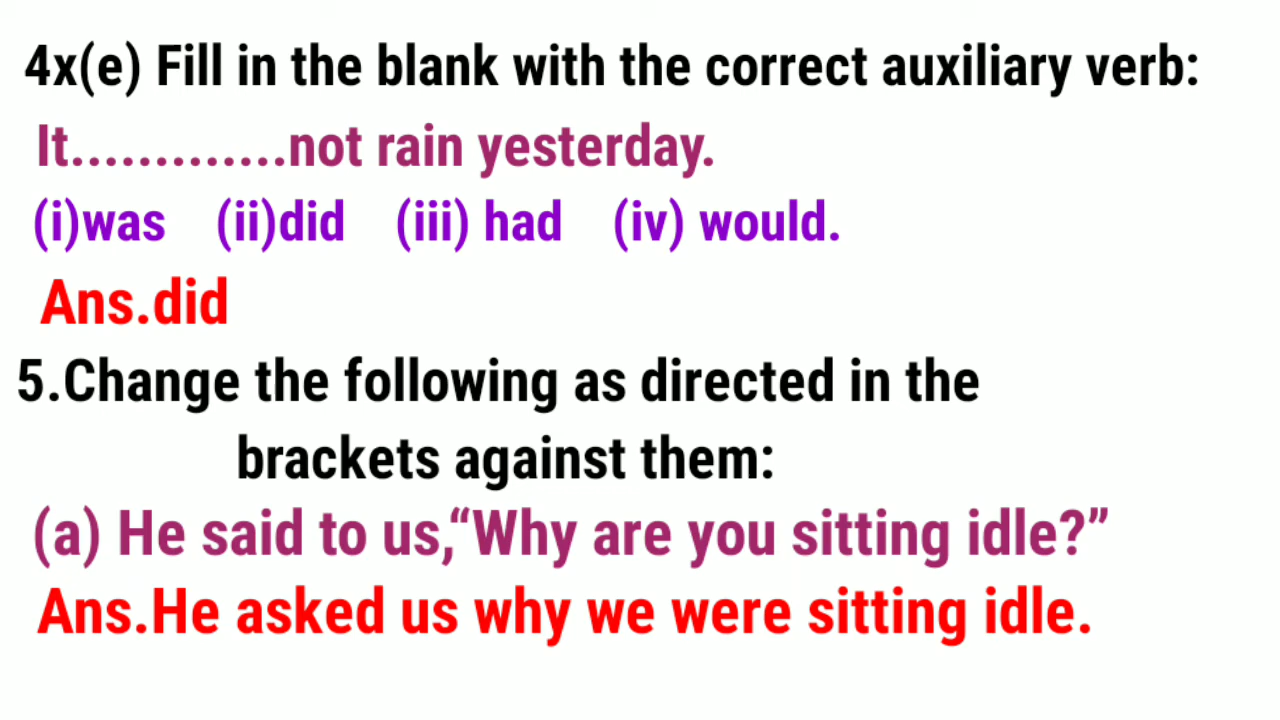 4x(e) Fill in the blank with the correct auxiliary verb:
It.............not rain yesterday.
(i)was (ii)did (iii) had (iv) would.
Ans.did
5.Change the following as directed in the
brackets against them:
(a) He said to us,“Why are you sitting idle?”
Ans.He asked us why we were sitting idle.